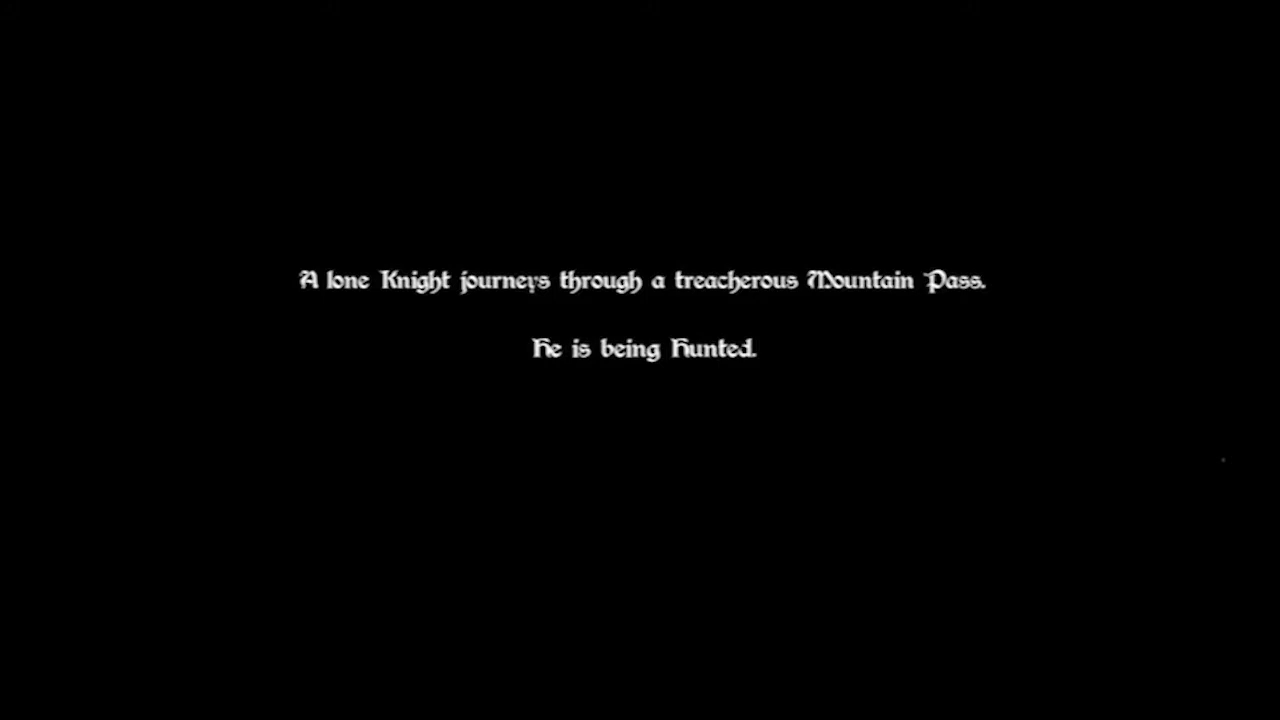 A lone Knight journeys through a treacherous Mountain Pass.
He is being Hunted.